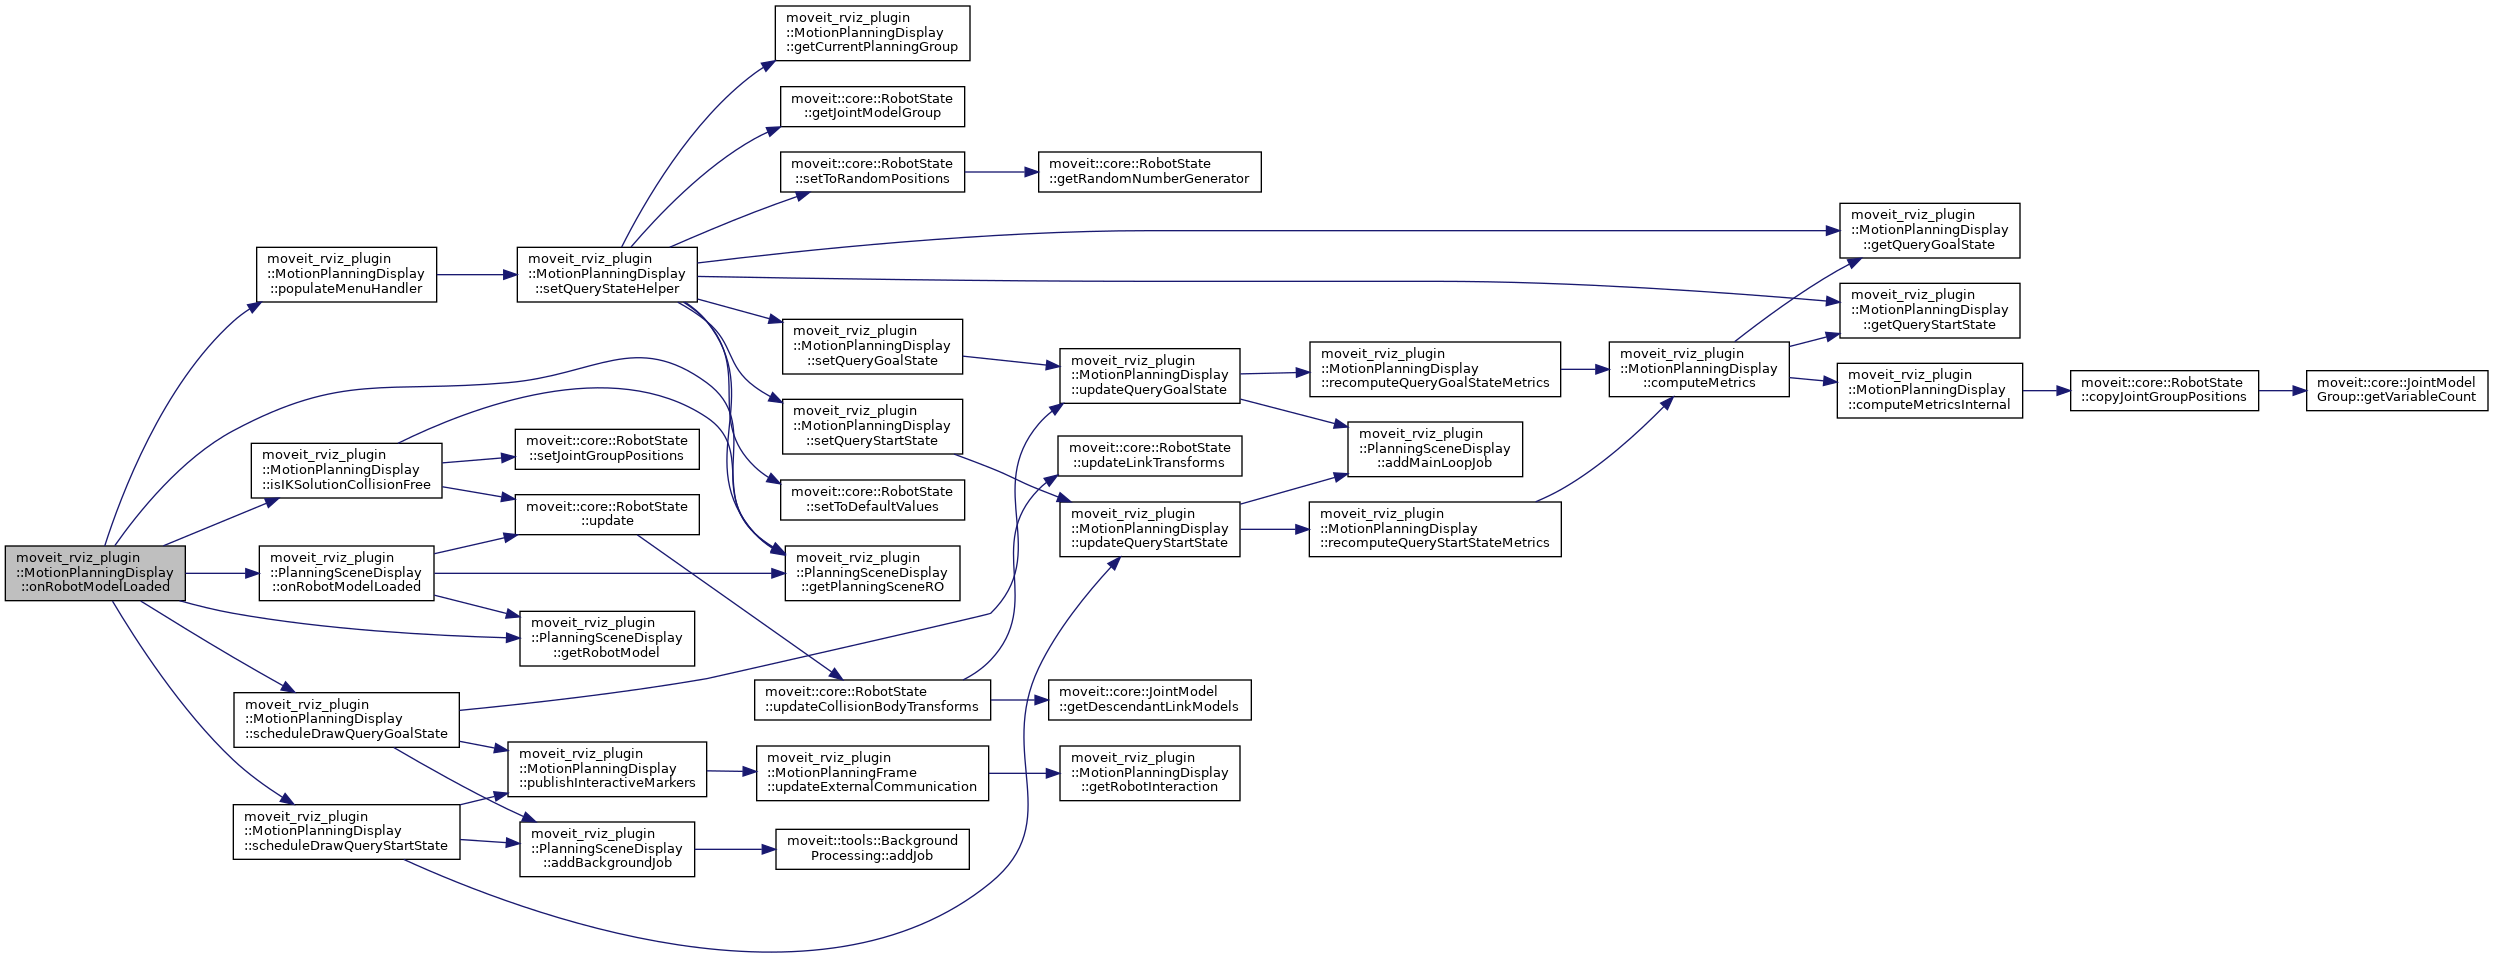 moveit_rviz_plugin
::MotionPlanningDisplay
::onRobotModelLoaded
moveit_rviz_plugin
::MotionPlanningDisplay
::populateMenuHandler
moveit_rviz_plugin
::MotionPlanningDisplay
::isIKSolutionCollisionFree
moveit_rviz_plugin
::PlanningSceneDisplay
::onRobotModelLoaded
moveit_rviz_plugin
::MotionPlanningDisplay
::scheduleDrawQueryGoalState
moveit_rviz_plugin
::MotionPlanningDisplay
::scheduleDrawQueryStartState
moveit_rviz_plugin
::MotionPlanningDisplay
::setQueryStateHelper
moveit::core::RobotState
::setJointGroupPositions
moveit::core::RobotState
::update
moveit_rviz_plugin
::PlanningSceneDisplay
::getRobotModel
moveit_rviz_plugin
::MotionPlanningDisplay
::publishInteractiveMarkers
moveit_rviz_plugin
::PlanningSceneDisplay
::addBackgroundJob
moveit_rviz_plugin
::MotionPlanningDisplay
::getCurrentPlanningGroup
moveit::core::RobotState
::getJointModelGroup
moveit::core::RobotState
::setToRandomPositions
moveit_rviz_plugin
::MotionPlanningDisplay
::setQueryGoalState
moveit_rviz_plugin
::MotionPlanningDisplay
::setQueryStartState
moveit::core::RobotState
::setToDefaultValues
moveit_rviz_plugin
::PlanningSceneDisplay
::getPlanningSceneRO
moveit::core::RobotState
::updateCollisionBodyTransforms
moveit_rviz_plugin
::MotionPlanningFrame
::updateExternalCommunication
moveit::tools::Background
Processing::addJob
moveit::core::RobotState
::getRandomNumberGenerator
moveit_rviz_plugin
::MotionPlanningDisplay
::updateQueryGoalState
moveit::core::RobotState
::updateLinkTransforms
moveit_rviz_plugin
::MotionPlanningDisplay
::updateQueryStartState
moveit::core::JointModel
::getDescendantLinkModels
moveit_rviz_plugin
::MotionPlanningDisplay
::getRobotInteraction
moveit_rviz_plugin
::MotionPlanningDisplay
::recomputeQueryGoalStateMetrics
moveit_rviz_plugin
::PlanningSceneDisplay
::addMainLoopJob
moveit_rviz_plugin
::MotionPlanningDisplay
::recomputeQueryStartStateMetrics
moveit_rviz_plugin
::MotionPlanningDisplay
::computeMetrics
moveit_rviz_plugin
::MotionPlanningDisplay
::getQueryGoalState
moveit_rviz_plugin
::MotionPlanningDisplay
::getQueryStartState
moveit_rviz_plugin
::MotionPlanningDisplay
::computeMetricsInternal
moveit::core::RobotState
::copyJointGroupPositions
moveit::core::JointModel
Group::getVariableCount